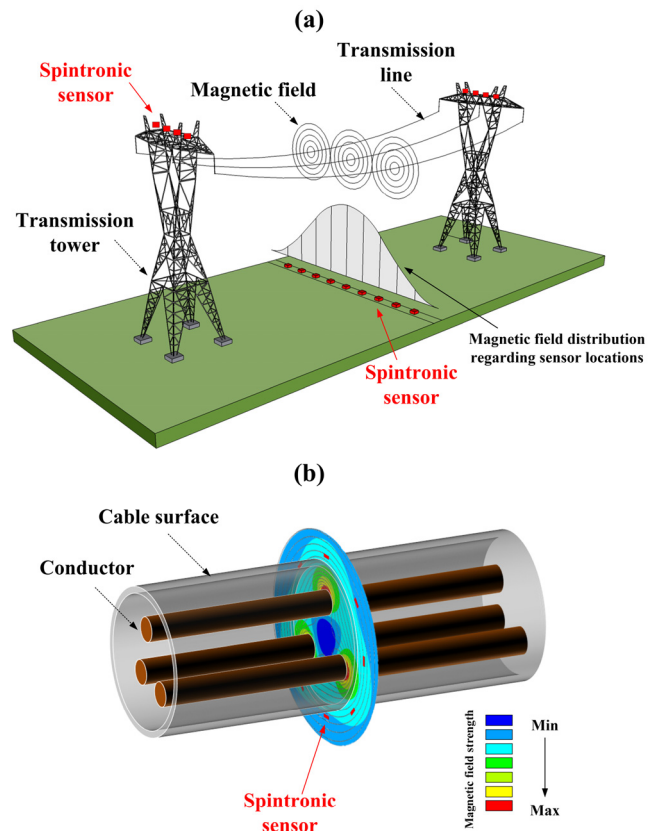 (a)
Spintronic
sensor
Magnetic field
Transmission
line
Transmission
tower
Magnetic field distribution
regarding sensor locations
Spintronic
sensor
(b)
Cable surface
Conductor
Spintronic
sensor
Magnetic field strength
Min
Max